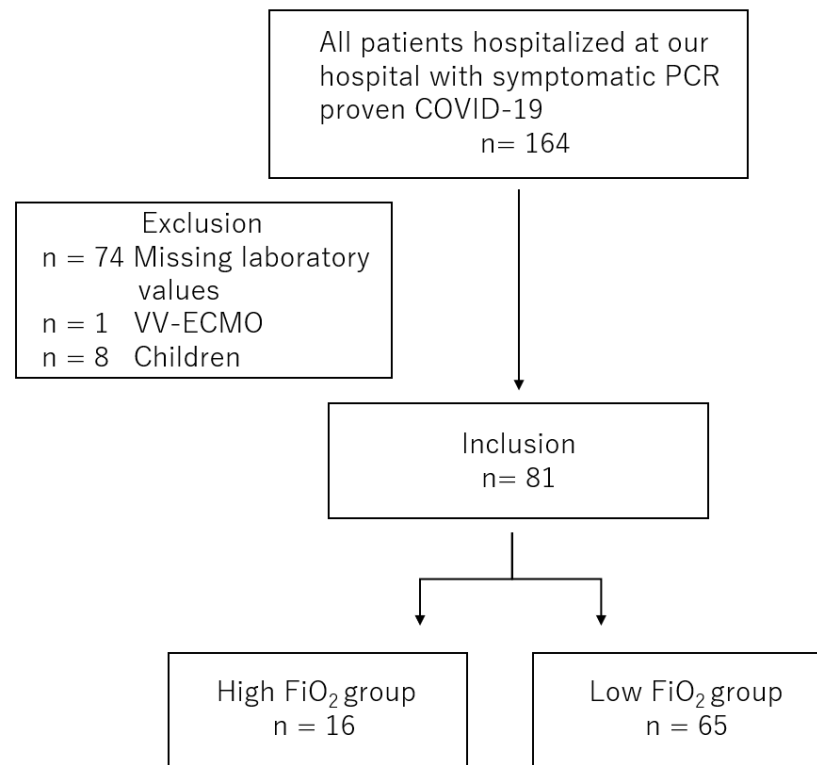 All patients hospitalized at our
hospital with symptomatic PCR
proven COVID-19
n= 164
Exclusion
n = 74 Missing laboratory
values
n = 1 VV-ECMO
n = 8 Children
Inclusion
n= 81
High FiO₂ group
n = 16
Low FiO₂ group
n = 65